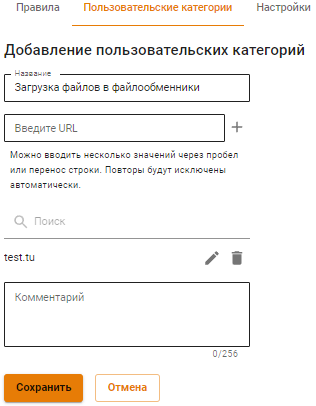 Правила Пользовательские категории Настройки
Добавление пользовательских категорий
Название
Загрузка файлов в файлообменники
Введите URL
Можно вводить несколько значений через пробел
или перенос строки. Повторы будут исключены
автоматически.
Поиск
test.tu
Комментарий
0/256
Сохранить Отмена